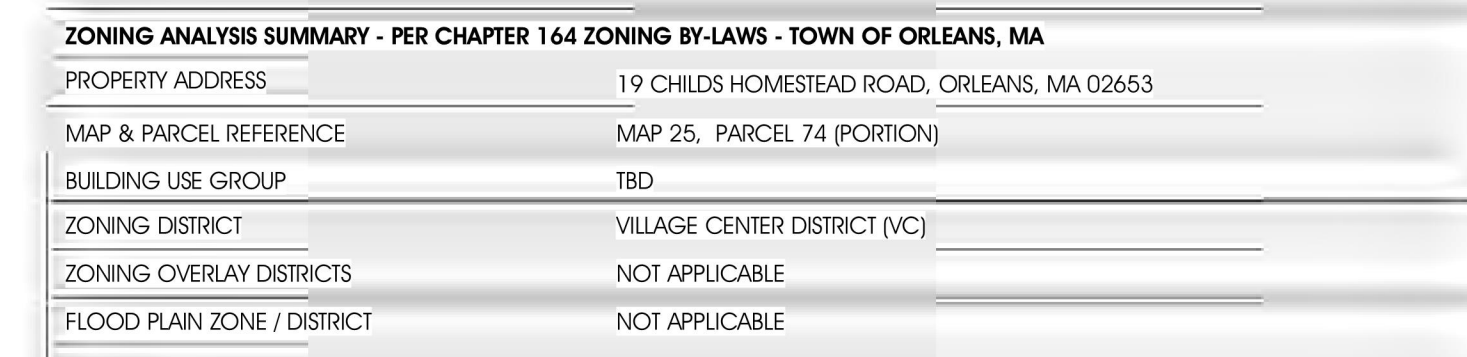 ZONING ANALYSIS SUMMARY - PER CHAPTER 164 ZONING BY-LAWS - TOWN OF ORLEANS, MA
PROPERTY ADDRESS 19 CHILDS HOMESTEAD ROAD, ORLEANS, MA 02653
MAP & PARCEL REFERENCE MAP 25, PARCEL 74 (PORTION)
BUILDING USE GROUP TBD
ZONING DISTRICT VILLAGE CENTER DISTRICT (VC)
ZONING OVERLAY DISTRICTS NOT APPLICABLE
FLOOD PLAIN ZONE / DISTRICT NOT APPLICABLE